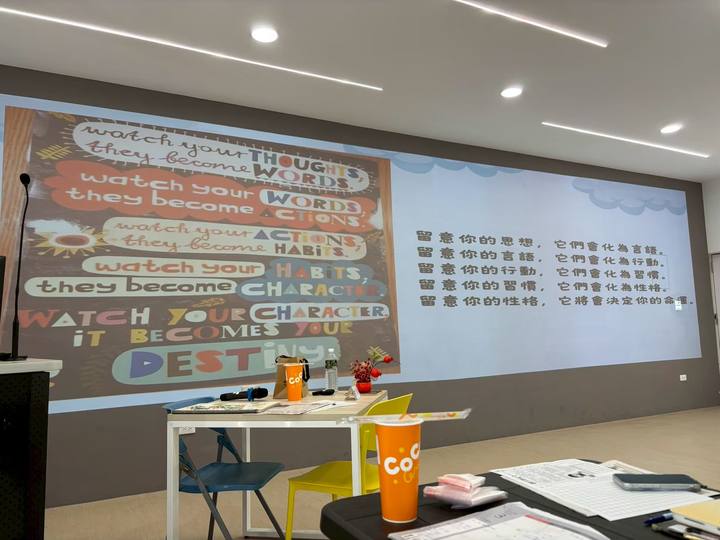 watch your THOUGHTS,
they become WORDS.
watch your WORDS,
they become ACTIONS.
watch your ACTIONS,
they become HABITS.
watch your HABITS,
they become CHARACTER.
WATCH YOUR CHARACTER.
iT BECOMES YOUR
DESTiNY.
留意你的思想，它們會化為言語。
留意你的言語，它們會化為行動。
留意你的行動，它們會化為習慣。
留意你的習慣，它們會化為性格。
留意你的性格，它將會決定你的命運。
CoCo